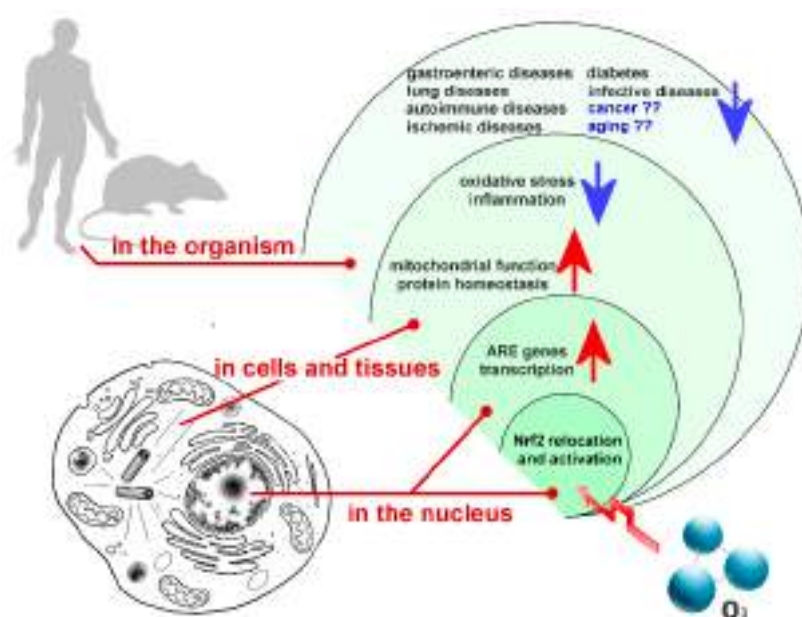 gastroenteric diseases
lung diseases
autoimmune diseases
ischemic diseases
diabetes
infective diseases
cancer ??
aging ??
oxidative stress
inflammation
in the organism
mitochondrial function
protein homeostasis
ARE genes
transcription
in cells and tissues
Nrf2 relocation
and activation
in the nucleus
O₃